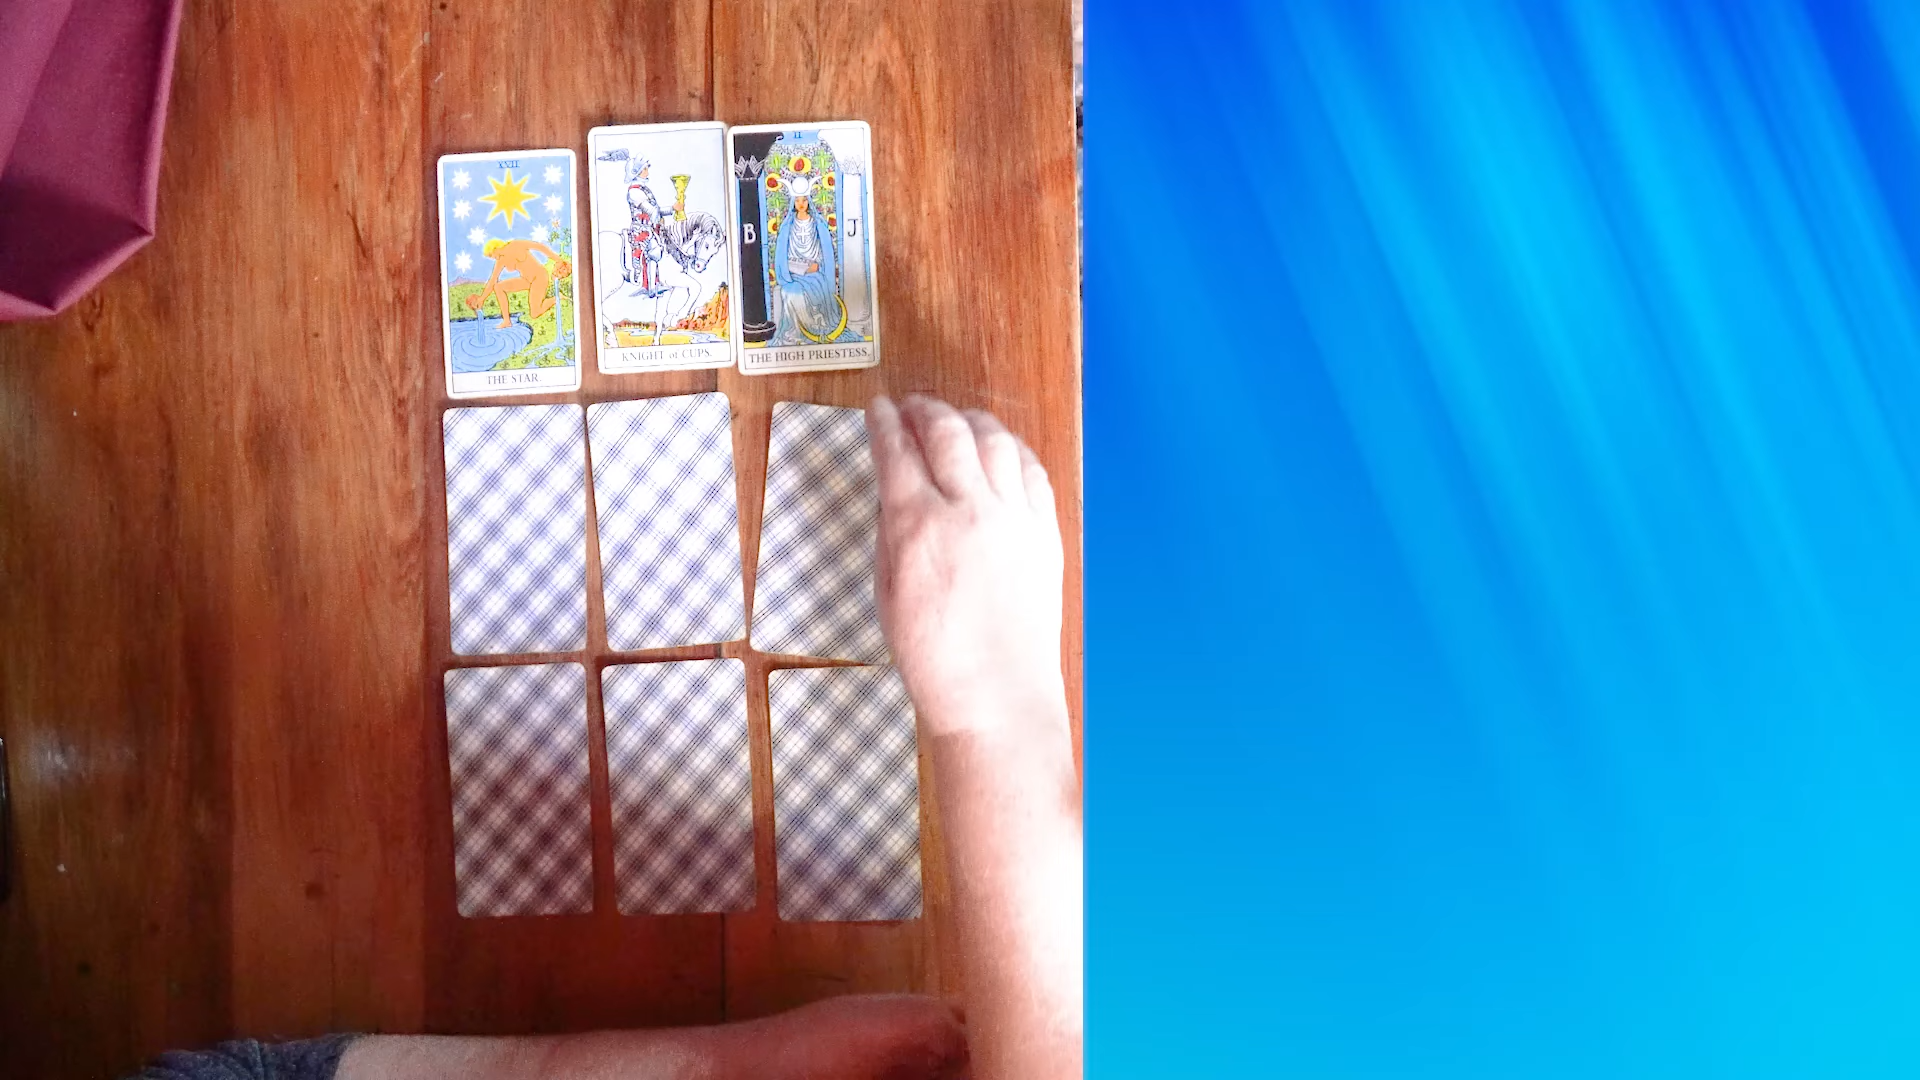 XVII
THE STAR.
KNIGHT of CUPS.
II
B J
THE HIGH PRIESTESS.